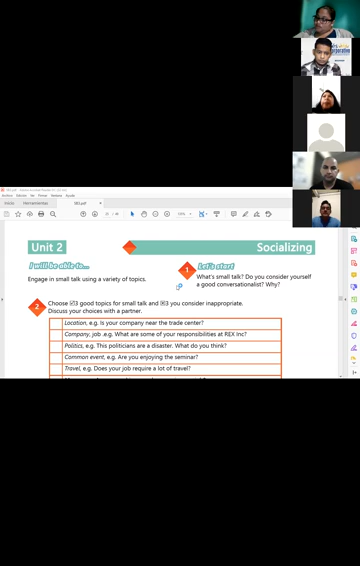 Inicio Herramientas
Unit 2
Socializing
I will be able to...
Engage in small talk using a variety of topics.
1 Let's start
What's small talk? Do you consider yourself
a good conversationalist? Why?
2 Choose ☑3 good topics for small talk and ☒3 you consider inappropriate.
Discuss your choices with a partner.
Location, e.g. Is your company near the trade center?
Company, job .e.g. What are some of your responsibilities at REX Inc?
Politics, e.g. This politicians are a disaster. What do you think?
Common event, e.g. Are you enjoying the seminar?
Travel, e.g. Does your job require a lot of travel?